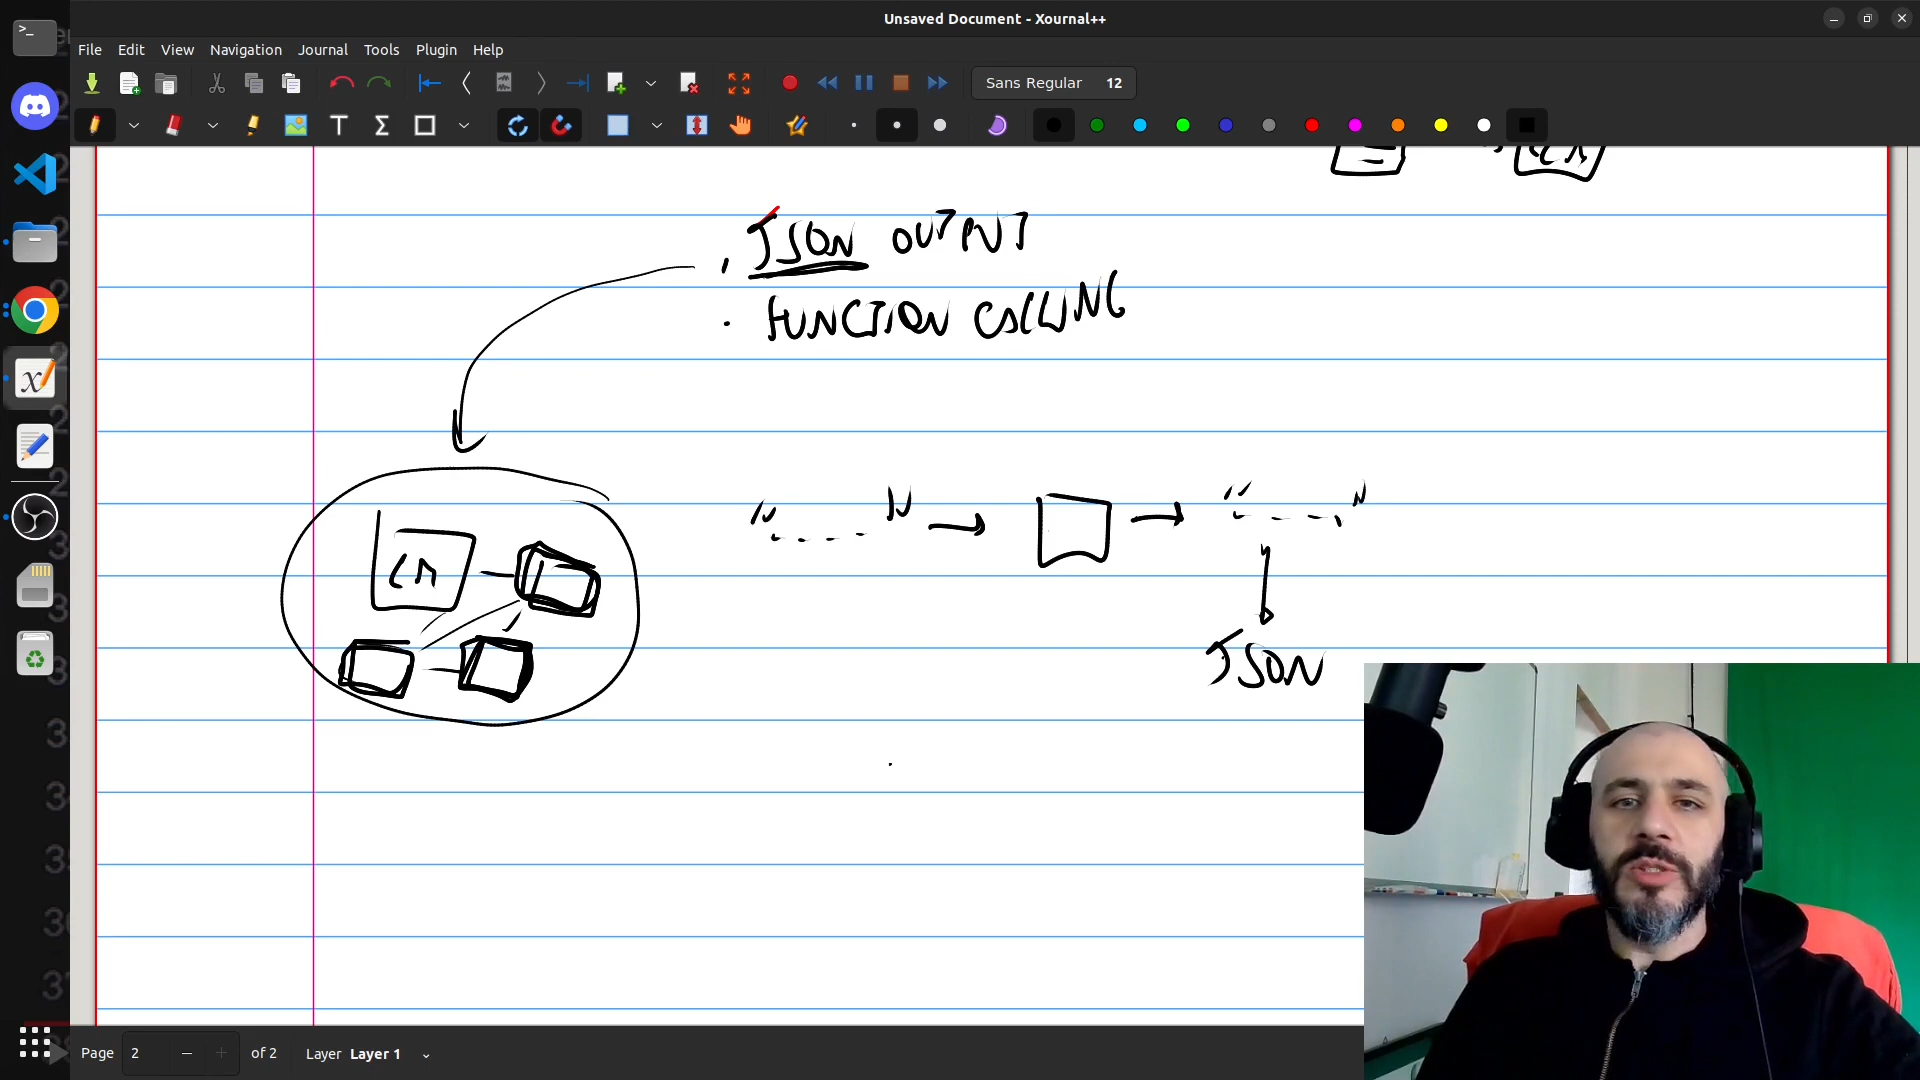 Unsaved Document - Xournal++
File Edit View Navigation Journal Tools Plugin Help
Sans Regular 12
JSON OUTPUT
FUNCTION CALLING
" " → → " "
JSON
Page 2 of 2 Layer Layer 1